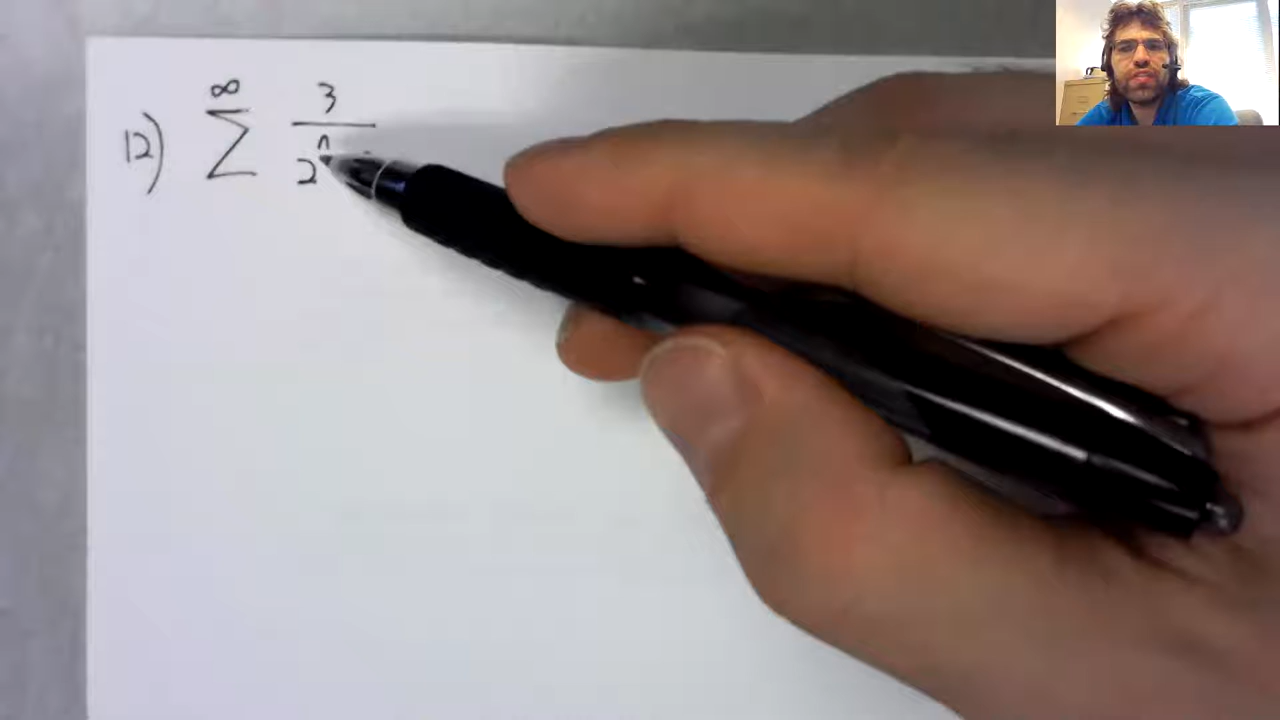 12) ∞ ∑ 3 / 2^n